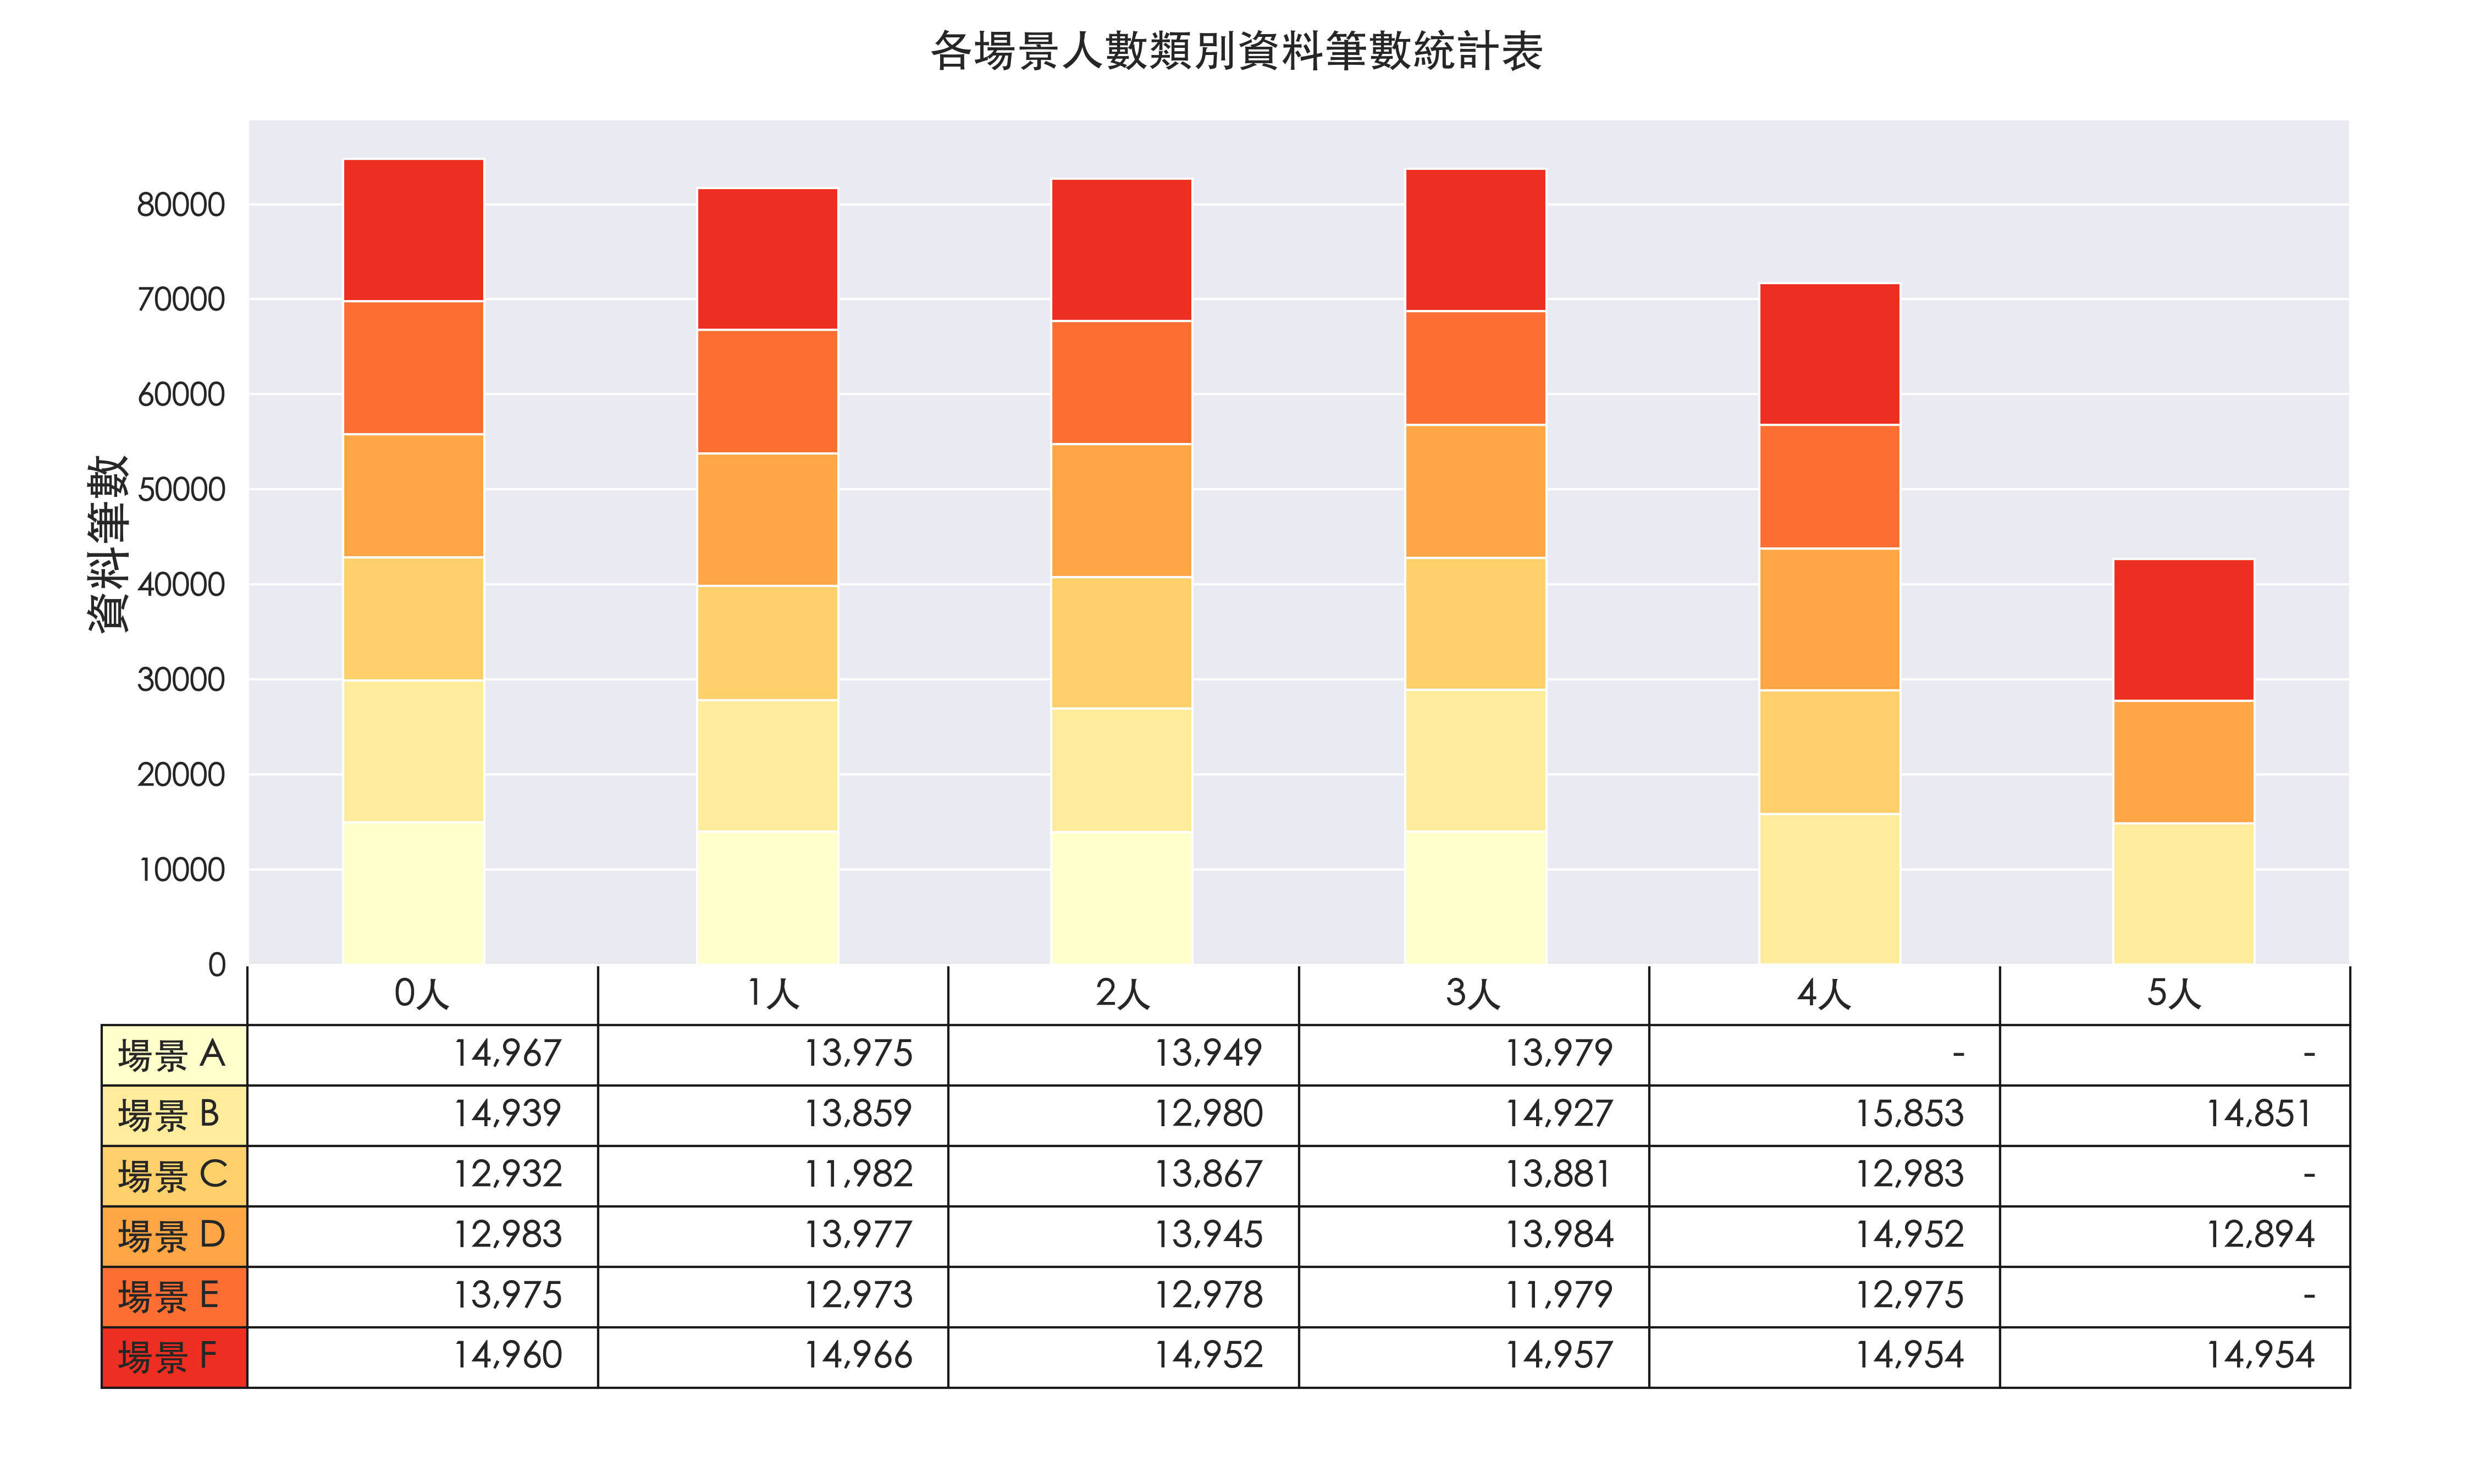 各場景人數類別資料筆數統計表
資料筆數
80000
70000
60000
50000
40000
30000
20000
10000
0
0人 1人 2人 3人 4人 5人
場景 A 14,967 13,975 13,949 13,979 - -
場景 B 14,939 13,859 12,980 14,927 15,853 14,851
場景 C 12,932 11,982 13,867 13,881 12,983 -
場景 D 12,983 13,977 13,945 13,984 14,952 12,894
場景 E 13,975 12,973 12,978 11,979 12,975 -
場景 F 14,960 14,966 14,952 14,957 14,954 14,954